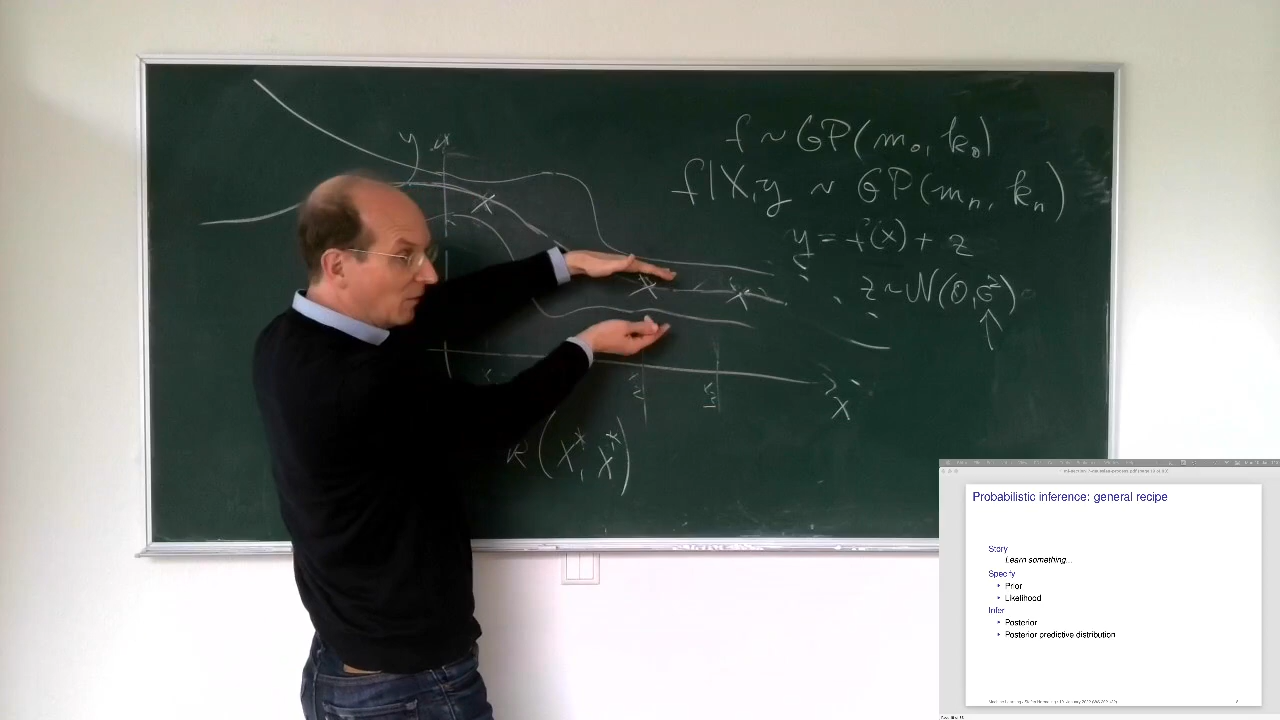 y
f ~ GP(m₀, k₀)
f|X,y ~ GP(mₙ, kₙ)
y = f(x) + z
z ~ N(0,σ²)
x
k(x*, x*)
Probabilistic inference: general recipe
Story
Learn something...
Specify
‣ Prior
‣ Likelihood
Infer
‣ Posterior
‣ Posterior predictive distribution